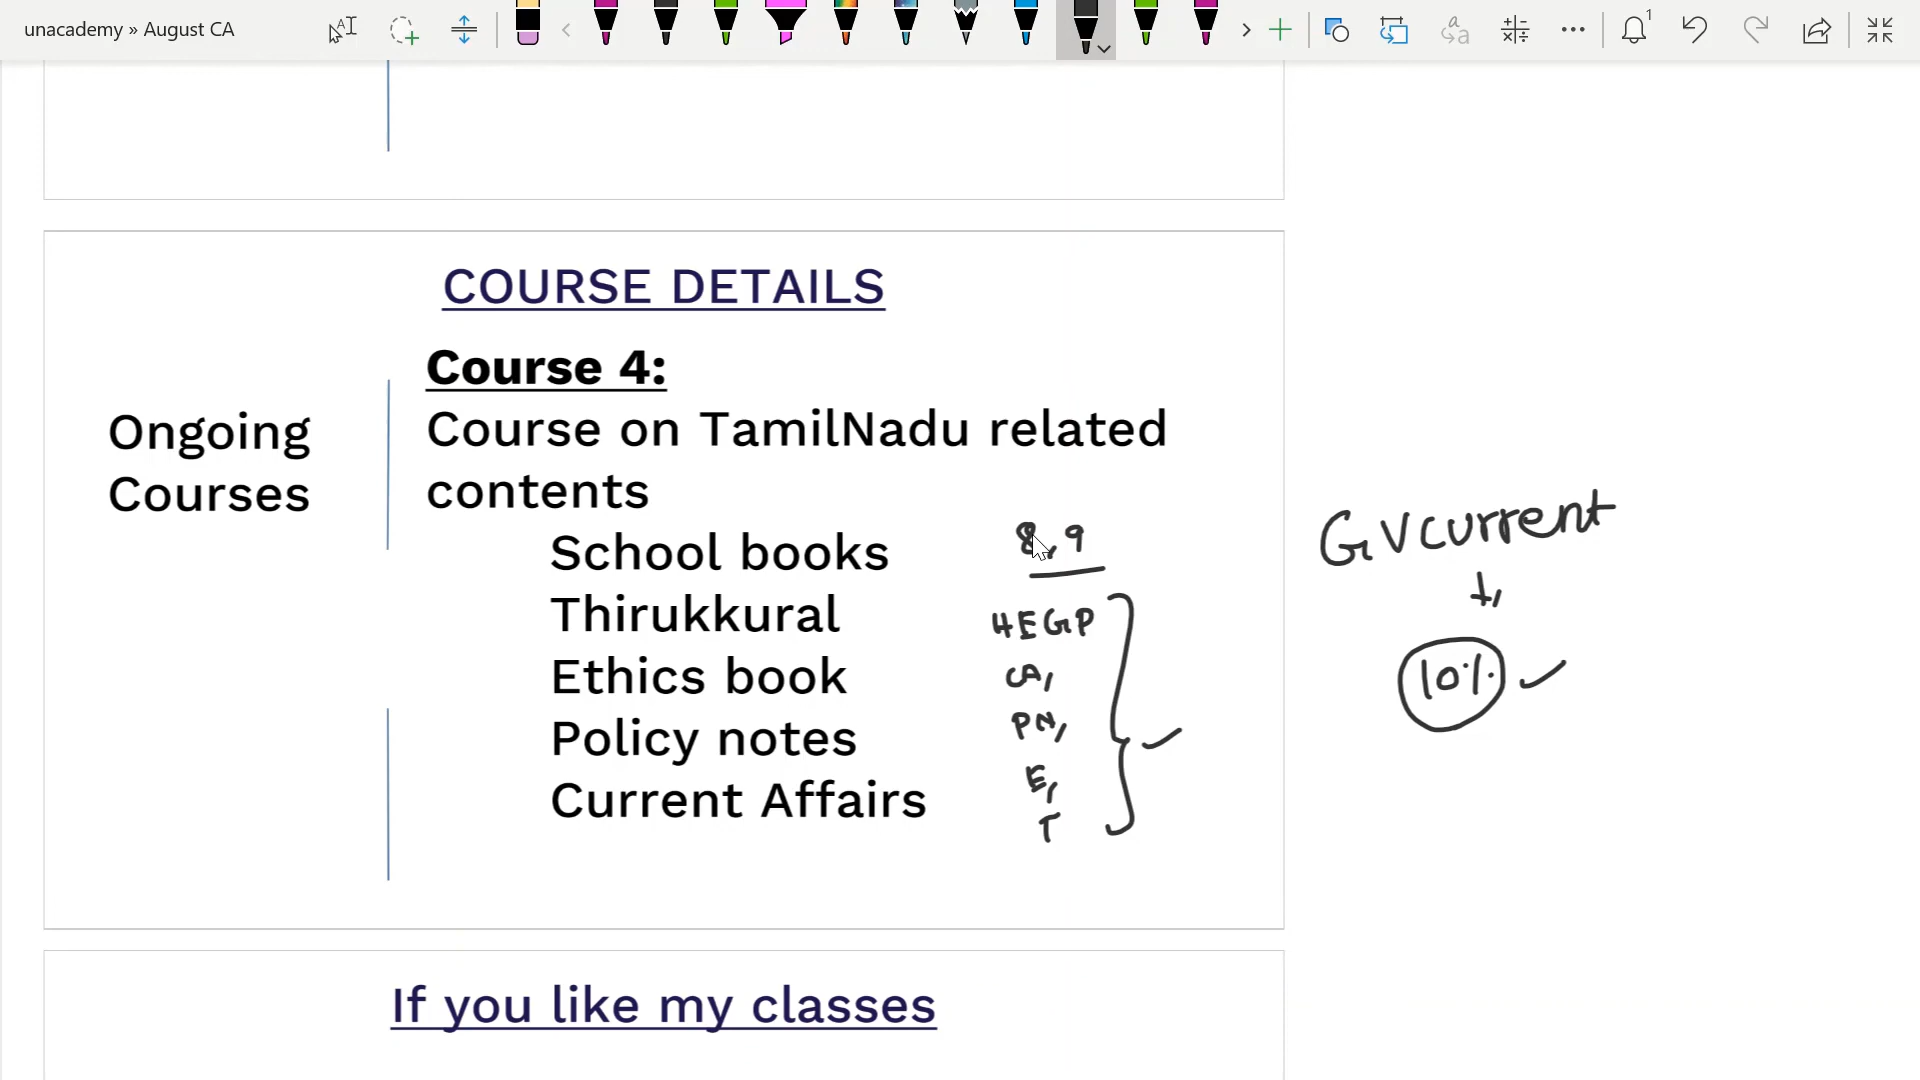 unacademy » August CA
1
COURSE DETAILS
Ongoing
Courses
Course 4:
Course on TamilNadu related
contents
School books
Thirukkural
Ethics book
Policy notes
Current Affairs
8, 9
HEGP
CA,
PN,
E,
T
GVcurrent
10%
If you like my classes